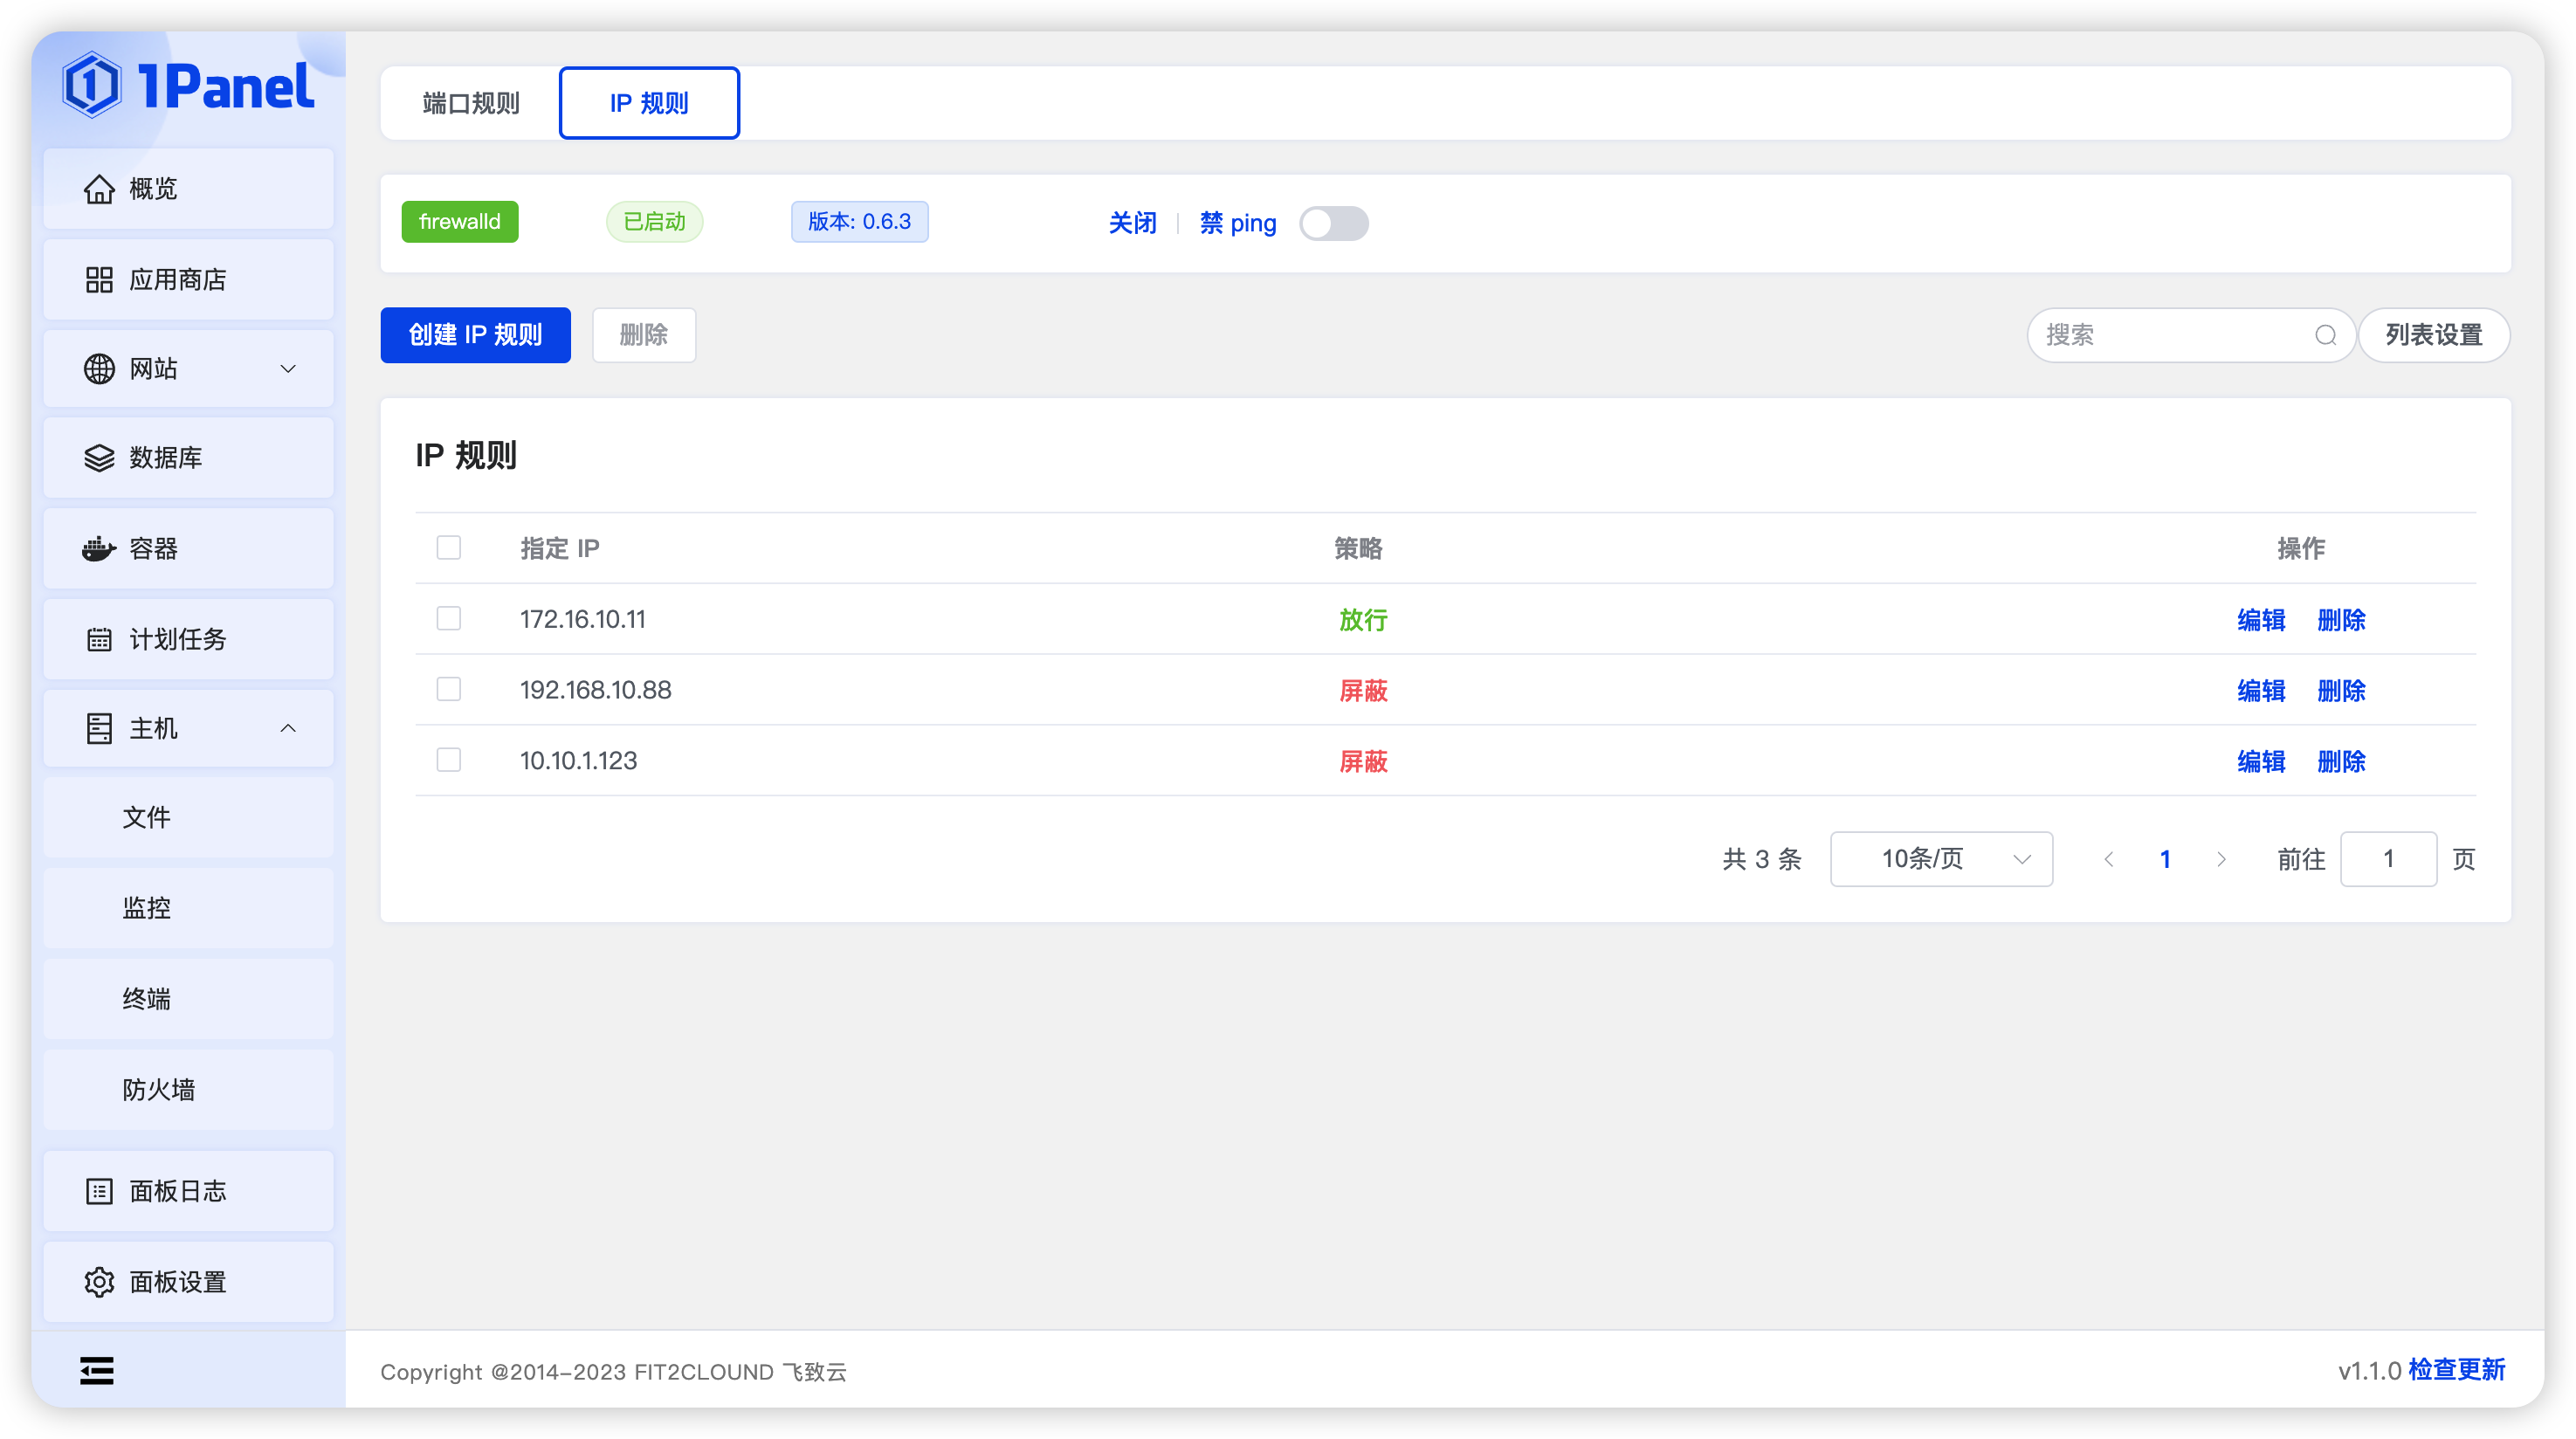 1Panel
概览
应用商店
网站
数据库
容器
计划任务
主机
文件
监控
终端
防火墙
面板日志
面板设置
端口规则 IP 规则
firewalld 已启动 版本: 0.6.3 关闭 禁 ping
创建 IP 规则 删除 搜索 列表设置
IP 规则
指定 IP 策略 操作
172.16.10.11 放行 编辑 删除
192.168.10.88 屏蔽 编辑 删除
10.10.1.123 屏蔽 编辑 删除
共 3 条 10条/页 1 前往 1 页
Copyright @2014-2023 FIT2CLOUND 飞致云 v1.1.0 检查更新